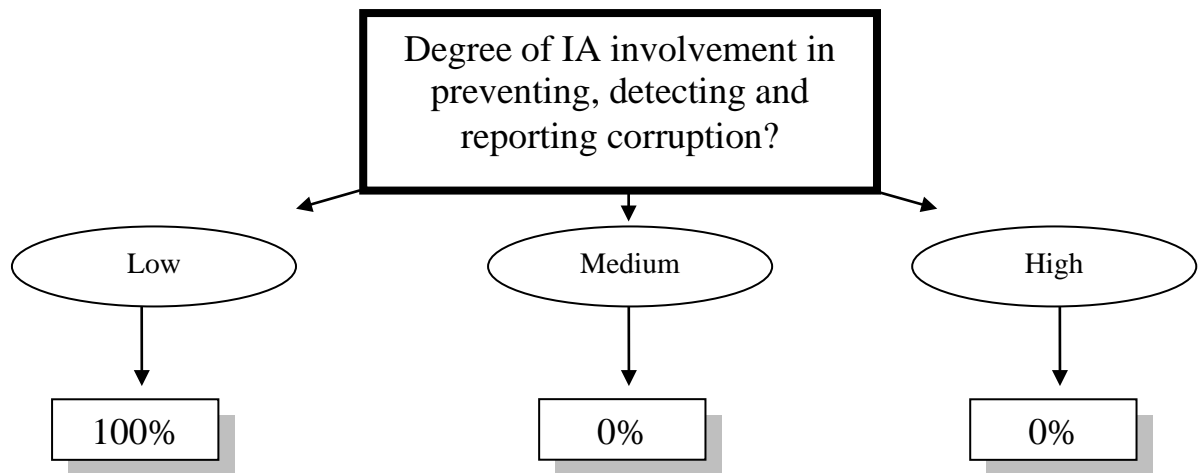 Degree of IA involvement in
preventing, detecting and
reporting corruption?
Low
Medium
High
100%
0%
0%